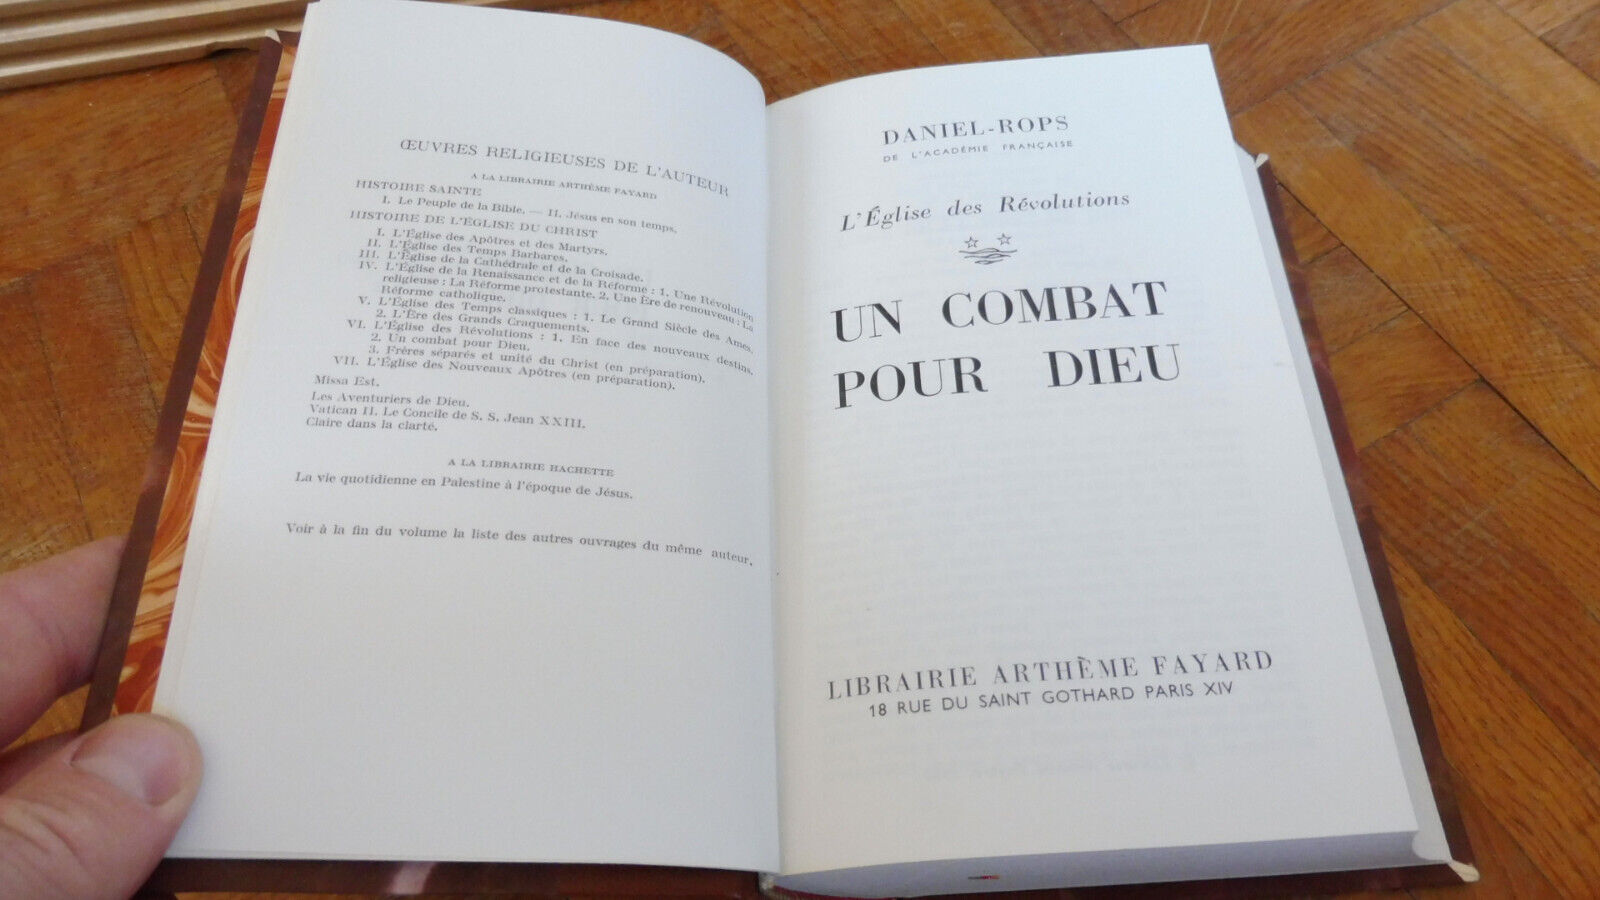 ŒUVRES RELIGIEUSES DE L'AUTEUR
A LA LIBRAIRIE ARTHÈME FAYARD
HISTOIRE SAINTE
I. Le Peuple de la Bible. — II. Jésus en son temps.
HISTOIRE DE L'ÉGLISE DU CHRIST
I. L'Église des Apôtres et des Martyrs.
II. L'Église des Temps Barbares.
III. L'Église de la Cathédrale et de la Croisade.
IV. L'Église de la Renaissance et de la Réforme : 1. Une Révolution
religieuse : La Réforme protestante. 2. Une Ère de renouveau : La
Réforme catholique.
V. L'Église des Temps classiques : 1. Le Grand Siècle des Ames.
2. L'Ère des Grands Craquements.
VI. L'Église des Révolutions : 1. En face des nouveaux destins.
2. Un combat pour Dieu.
3. Fréres séparés et unité du Christ (en préparation).
VII. L'Église des Nouveaux Apôtres (en préparation).
Missa Est.
Les Aventuriers de Dieu.
Vatican II. Le Concile de S. S. Jean XXIII.
Claire dans la clarté.
A LA LIBRAIRIE HACHETTE
La vie quotidienne en Palestine à l'époque de Jésus.
Voir à la fin du volume la liste des autres ouvrages du même auteur.
DANIEL-ROPS
DE L'ACADÉMIE FRANÇAISE
L'Église des Révolutions
UN COMBAT
POUR DIEU
LIBRAIRIE ARTHÈME FAYARD
18 RUE DU SAINT GOTHARD PARIS XIV